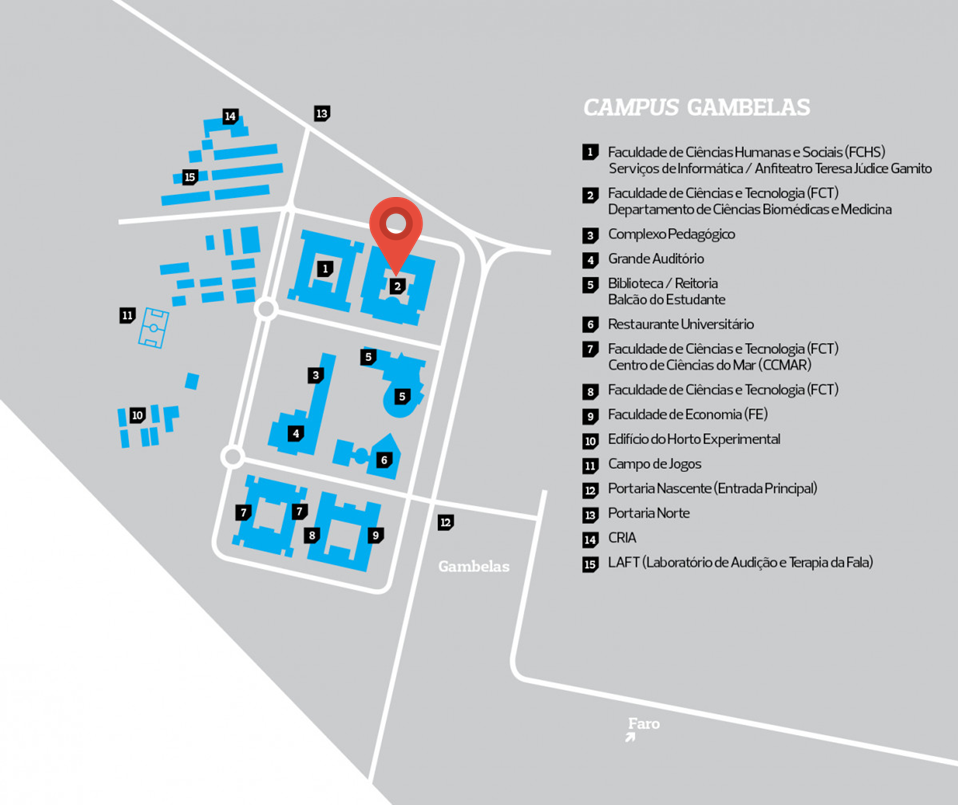 14
13
15
1
2
11
5
3
5
10
4
6
7
7
8
9
12
Gambelas
Faro
CAMPUS GAMBELAS
1 Faculdade de Ciências Humanas e Sociais (FCHS)
Serviços de Informática / Anfiteatro Teresa Júdice Gamito
2 Faculdade de Ciências e Tecnologia (FCT)
Departamento de Ciências Biomédicas e Medicina
3 Complexo Pedagógico
4 Grande Auditório
5 Biblioteca / Reitoria
Balcão do Estudante
6 Restaurante Universitário
7 Faculdade de Ciências e Tecnologia (FCT)
Centro de Ciências do Mar (CCMAR)
8 Faculdade de Ciências e Tecnologia (FCT)
9 Faculdade de Economia (FE)
10 Edifício do Horto Experimental
11 Campo de Jogos
12 Portaria Nascente (Entrada Principal)
13 Portaria Norte
14 CRIA
15 LAFT (Laboratório de Audição e Terapia da Fala)